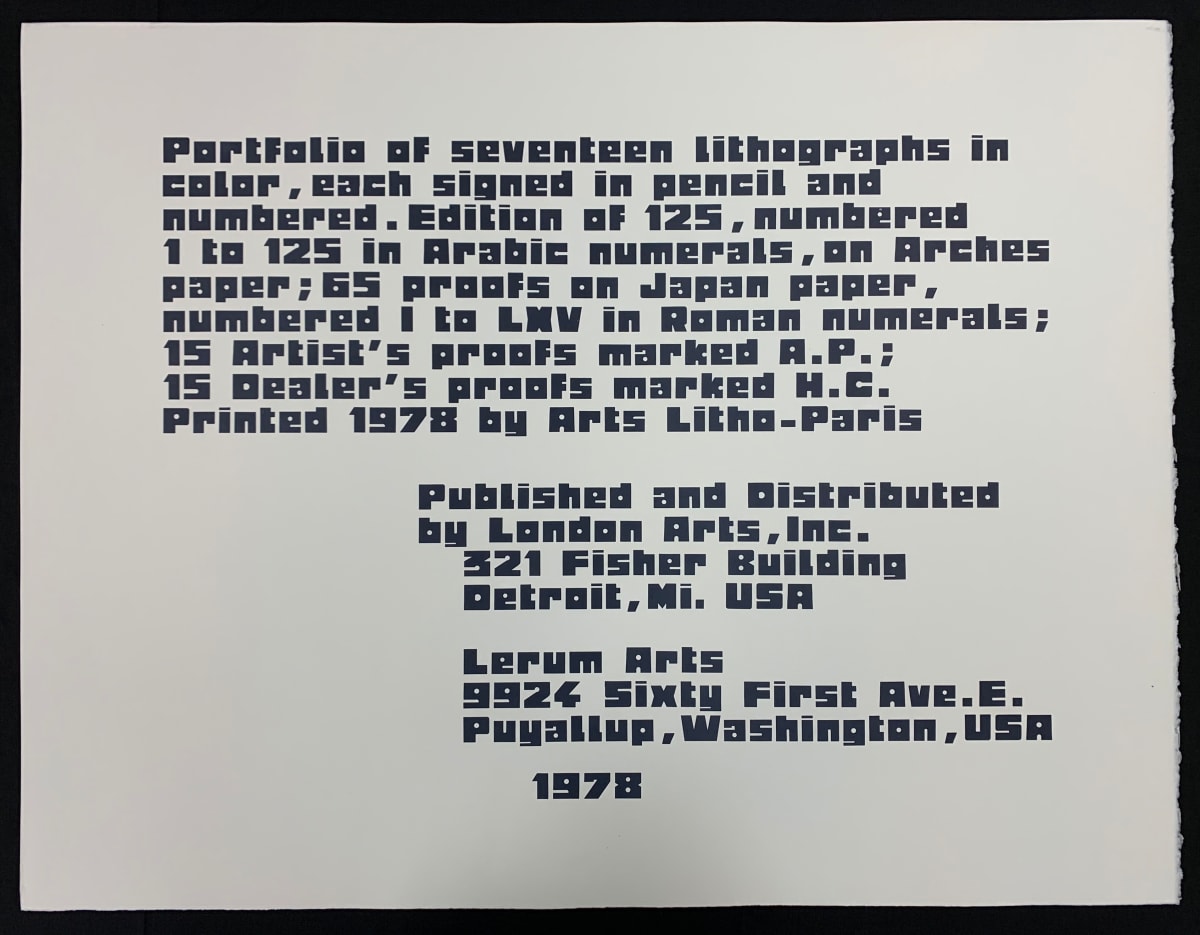 Portfolio of seventeen lithographs in
color, each signed in pencil and
numbered. Edition of 125, numbered
1 to 125 in Arabic numerals, on Arches
paper; 65 proofs on Japan paper,
numbered I to LXV in Roman numerals;
15 Artist's proofs marked A.P.;
15 Dealer's proofs marked H.C.
Printed 1978 by Arts Litho-Paris
Published and Distributed
by London Arts, Inc.
321 Fisher Building
Detroit, Mi. USA
Lerum Arts
9924 Sixty First Ave. E.
Puyallup, Washington, USA
1978